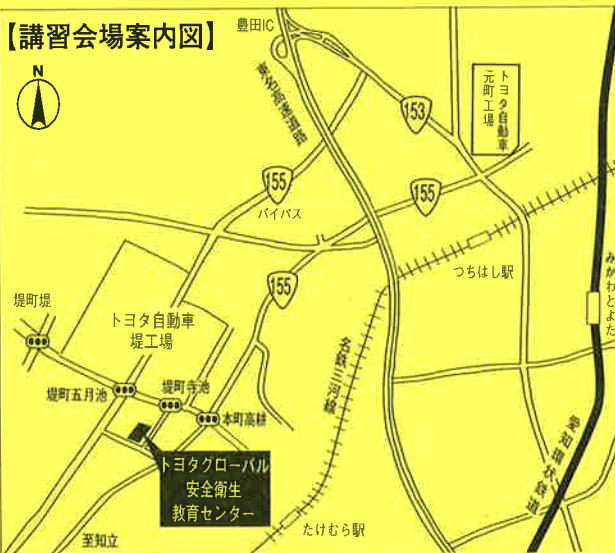 【講習会場案内図】
豊田IC
N
東名高速道路
153
トヨタ自動車
元町工場
155
バイパス
155
155
つちはし駅
みかわとよた
堤町堤
トヨタ自動車
堤工場
名鉄三河線
堤町五月池
堤町寺池
本町高耕
愛知環状鉄道
トヨタグローバル
安全衛生
教育センター
たけむら駅
至知立